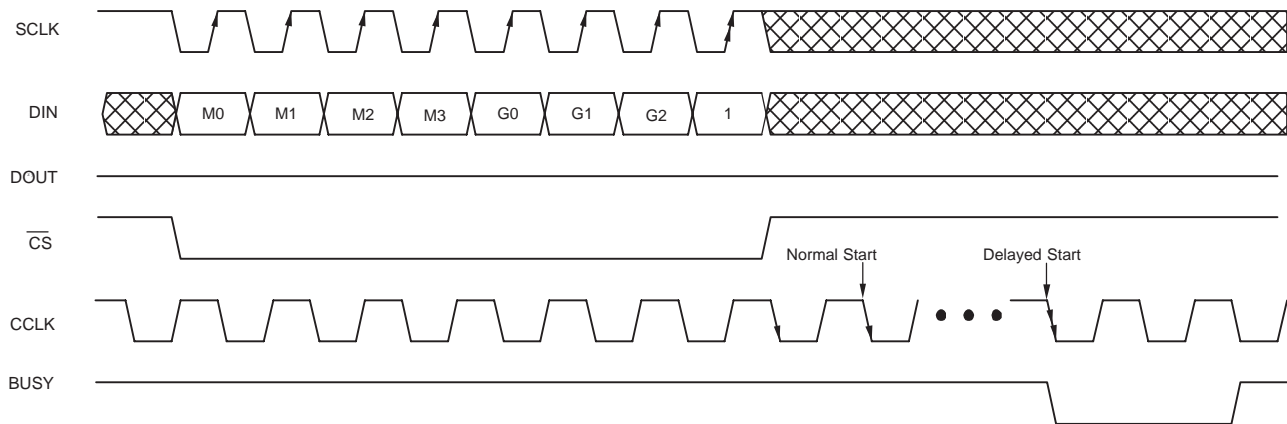 SCLK
DIN
M0 M1 M2 M3 G0 G1 G2 1
DOUT
CS
Normal Start Delayed Start
CCLK
BUSY